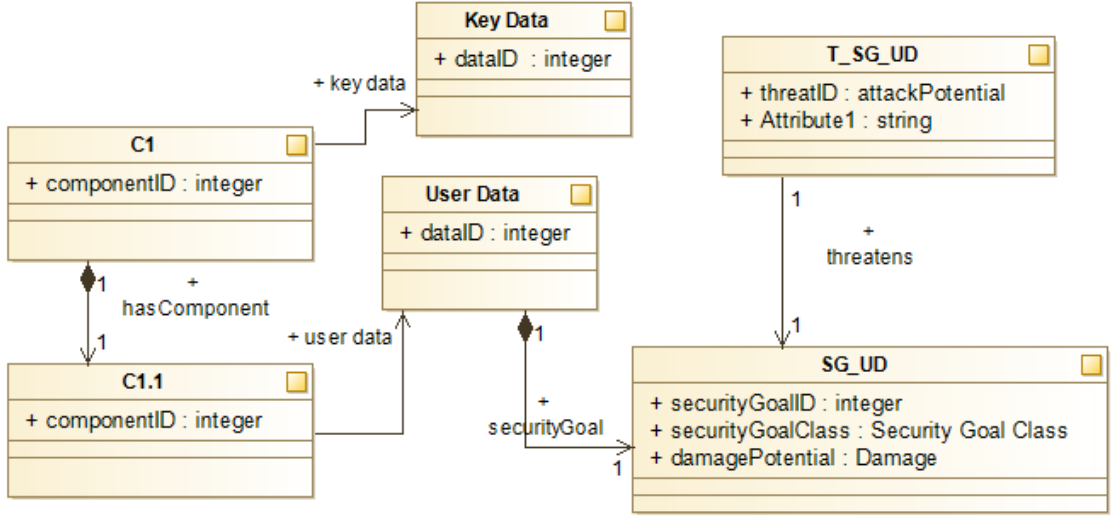 Key Data
+ dataID : integer
+ key data
C1
+ componentID : integer
1
+
hasComponent
1
C1.1
+ componentID : integer
+ user data
User Data
+ dataID : integer
1
+
securityGoal
1
T_SG_UD
+ threatID : attackPotential
+ Attribute1 : string
1
+
threatens
1
SG_UD
+ securityGoalID : integer
+ securityGoalClass : Security Goal Class
+ damagePotential : Damage